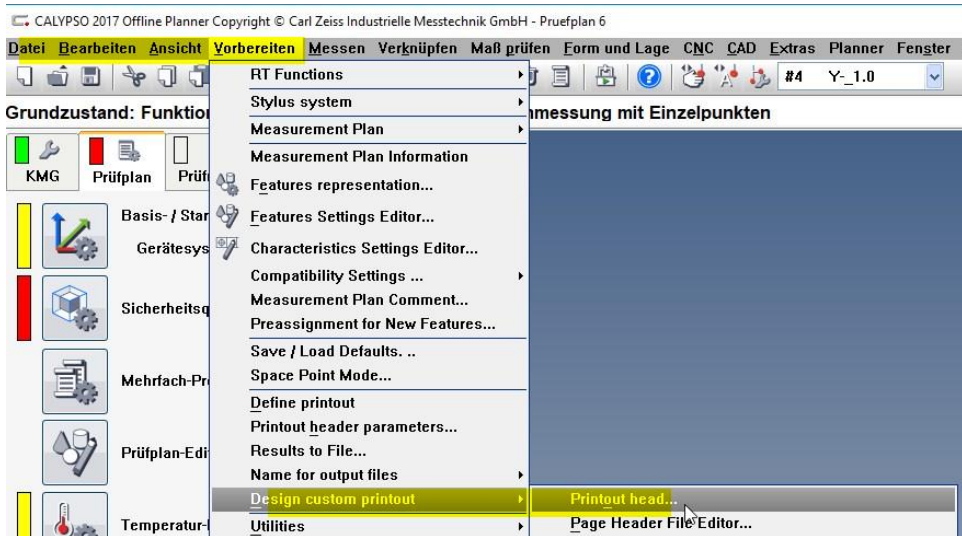 CALYPSO 2017 Offline Planner Copyright © Carl Zeiss Industrielle Messtechnik GmbH - Pruefplan 6
Datei Bearbeiten Ansicht Vorbereiten Messen Verknüpfen Maß prüfen Form und Lage CNC CAD Extras Planner Fenster
#4 Y-_1.0
Grundzustand: Funktio
messung mit Einzelpunkten
KMG Prüfplan
Basis- / Star
Gerätesys
Sicherheitsq
Mehrfach-Pr
Prüfplan-Edi
Temperatur-
RT Functions
Stylus system
Measurement Plan
Measurement Plan Information
Features representation...
Features Settings Editor...
Characteristics Settings Editor...
Compatibility Settings ...
Measurement Plan Comment...
Preassignment for New Features...
Save / Load Defaults. ..
Space Point Mode...
Define printout
Printout header parameters...
Results to File...
Name for output files
Design custom printout
Utilities
Printout head...
Page Header File Editor...